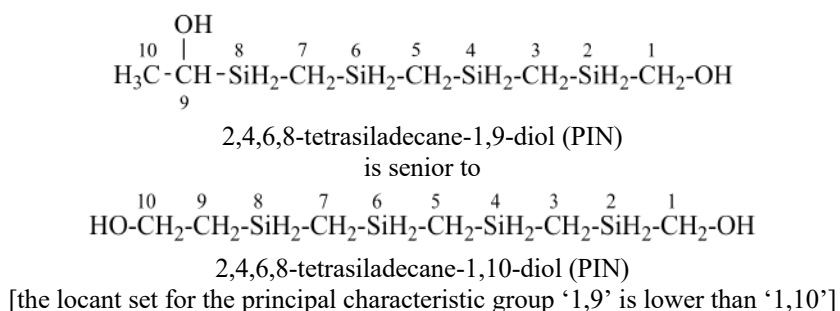 OH
10 | 8 7 6 5 4 3 2 1
H₃C-CH-SiH₂-CH₂-SiH₂-CH₂-SiH₂-CH₂-SiH₂-CH₂-OH
9
2,4,6,8-tetrasiladecane-1,9-diol (PIN)
is senior to
10 9 8 7 6 5 4 3 2 1
HO-CH₂-CH₂-SiH₂-CH₂-SiH₂-CH₂-SiH₂-CH₂-SiH₂-CH₂-OH
2,4,6,8-tetrasiladecane-1,10-diol (PIN)
[the locant set for the principal characteristic group ‘1,9’ is lower than ‘1,10’]